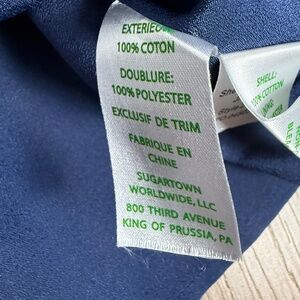 EXTERIEU
100% COTON
DOUBLURE:
100% POLYESTER
EXCLUSIF DE TRIM
FABRIQUE EN
CHINE
SUGARTOWN
WORLDWIDE, LLC
800 THIRD AVENUE
KING OF PRUSSIA, PA
SHELL:
100% COTTON